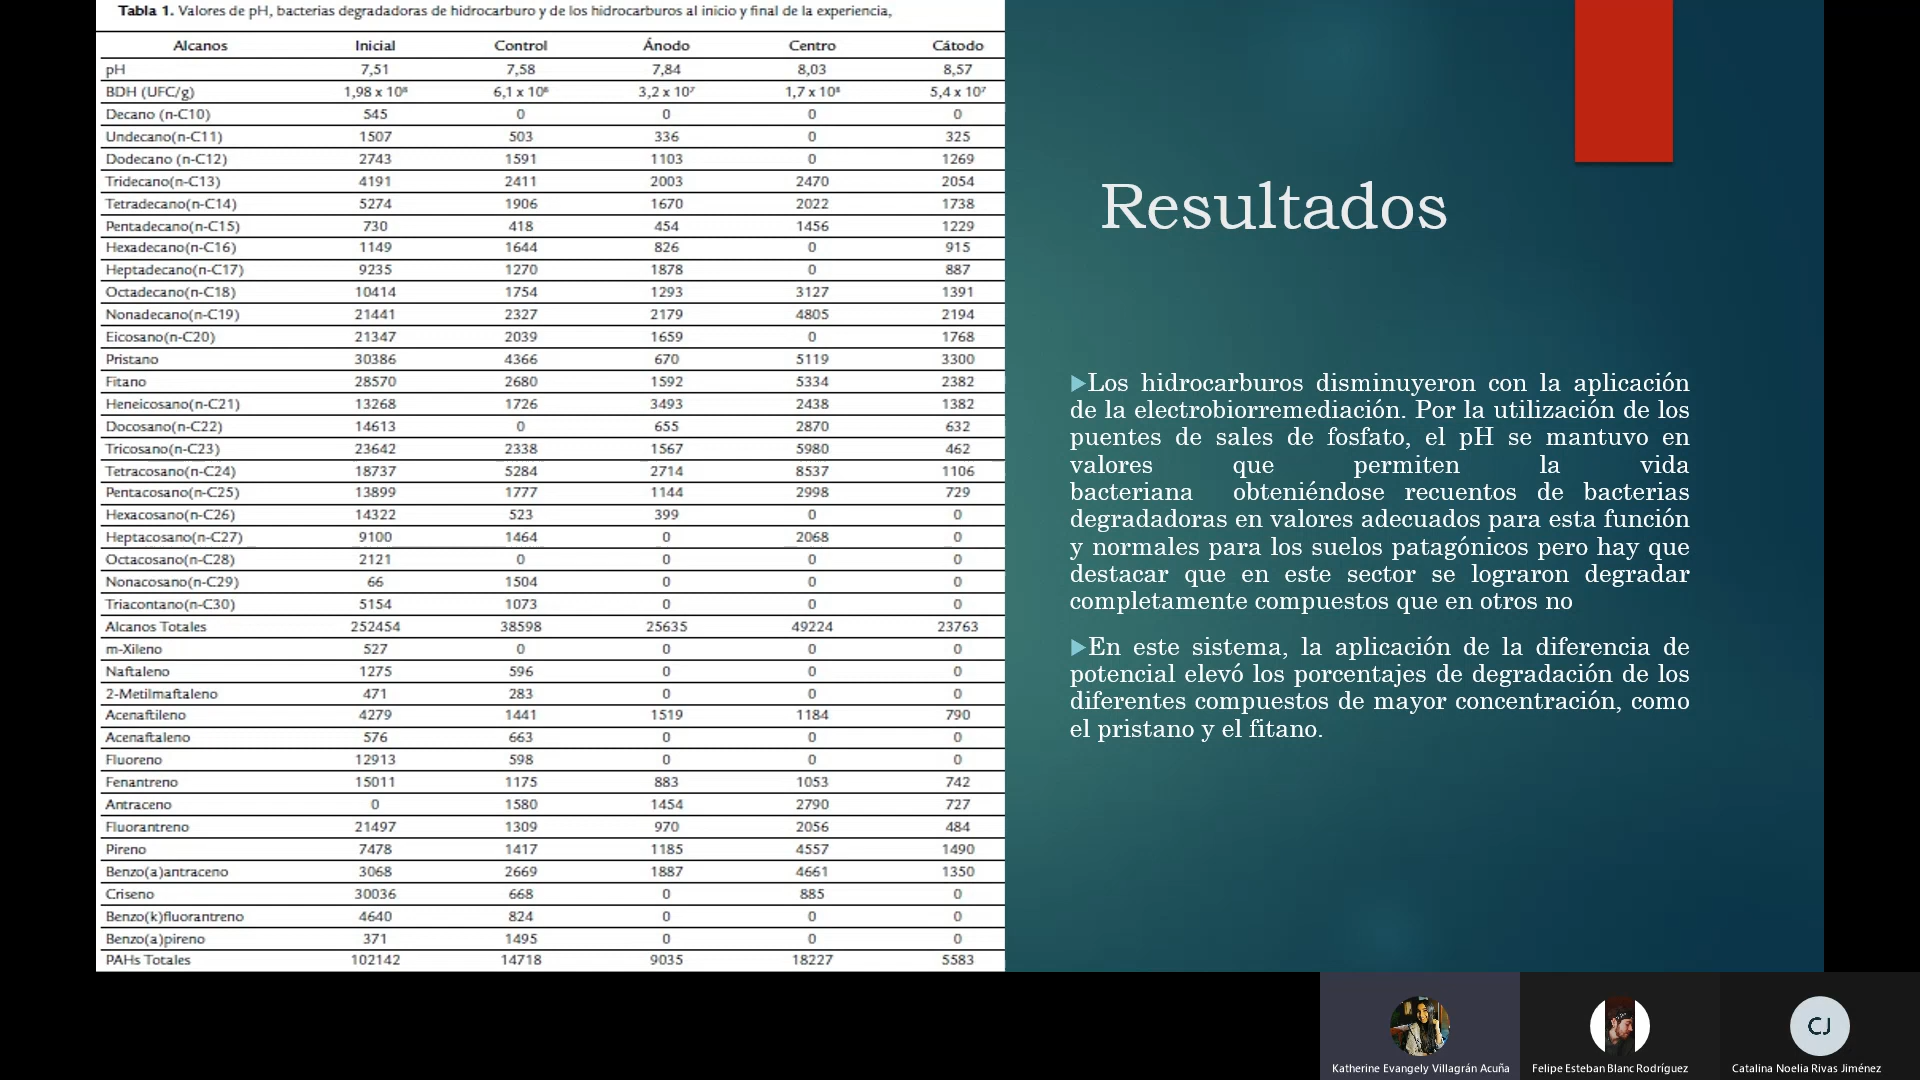 Tabla 1. Valores de pH, bacterias degradadoras de hidrocarburo y de los hidrocarburos al inicio y final de la experiencia,
Alcanos Inicial Control Ánodo Centro Cátodo
pH 7,51 7,58 7,84 8,03 8,57
BDH (UFC/g) 1,98 x 10⁸ 6,1 x 10⁸ 3,2 x 10⁷ 1,7 x 10⁸ 5,4 x 10⁷
Decano (n-C10) 545 0 0 0 0
Undecano(n-C11) 1507 503 336 0 325
Dodecano (n-C12) 2743 1591 1103 0 1269
Tridecano(n-C13) 4191 2411 2003 2470 2054
Tetradecano(n-C14) 5274 1906 1670 2022 1738
Pentadecano(n-C15) 730 418 454 1456 1229
Hexadecano(n-C16) 1149 1644 826 0 915
Heptadecano(n-C17) 9235 1270 1878 0 887
Octadecano(n-C18) 10414 1754 1293 3127 1391
Nonadecano(n-C19) 21441 2327 2179 4805 2194
Eicosano(n-C20) 21347 2039 1659 0 1768
Pristano 30386 4366 670 5119 3300
Fitano 28570 2680 1592 5334 2382
Heneicosano(n-C21) 13268 1726 3493 2438 1382
Docosano(n-C22) 14613 0 655 2870 632
Tricosano(n-C23) 23642 2338 1567 5980 462
Tetracosano(n-C24) 18737 5284 2714 8537 1106
Pentacosano(n-C25) 13899 1777 1144 2998 729
Hexacosano(n-C26) 14322 523 399 0 0
Heptacosano(n-C27) 9100 1464 0 2068 0
Octacosano(n-C28) 2121 0 0 0 0
Nonacosano(n-C29) 66 1504 0 0 0
Triacontano(n-C30) 5154 1073 0 0 0
Alcanos Totales 252454 38598 25635 49224 23763
m-Xileno 527 0 0 0 0
Naftaleno 1275 596 0 0 0
2-Metilmaftaleno 471 283 0 0 0
Acenaftileno 4279 1441 1519 1184 790
Acenaftaleno 576 663 0 0 0
Fluoreno 12913 598 0 0 0
Fenantreno 15011 1175 883 1053 742
Antraceno 0 1580 1454 2790 727
Fluorantreno 21497 1309 970 2056 484
Pireno 7478 1417 1185 4557 1490
Benzo(a)antraceno 3068 2669 1887 4661 1350
Criseno 30036 668 0 885 0
Benzo(k)fluorantreno 4640 824 0 0 0
Benzo(a)pireno 371 1495 0 0 0
PAHs Totales 102142 14718 9035 18227 5583
Resultados
Los hidrocarburos disminuyeron con la aplicación
de la electrobiorremediación. Por la utilización de los
puentes de sales de fosfato, el pH se mantuvo en
valores que permiten la vida
bacteriana obteniéndose recuentos de bacterias
degradadoras en valores adecuados para esta función
y normales para los suelos patagónicos pero hay que
destacar que en este sector se lograron degradar
completamente compuestos que en otros no
En este sistema, la aplicación de la diferencia de
potencial elevó los porcentajes de degradación de los
diferentes compuestos de mayor concentración, como
el pristano y el fitano.
CJ
Katherine Evangely Villagrán Acuña
Felipe Esteban Blanc Rodríguez
Catalina Noelia Rivas Jiménez